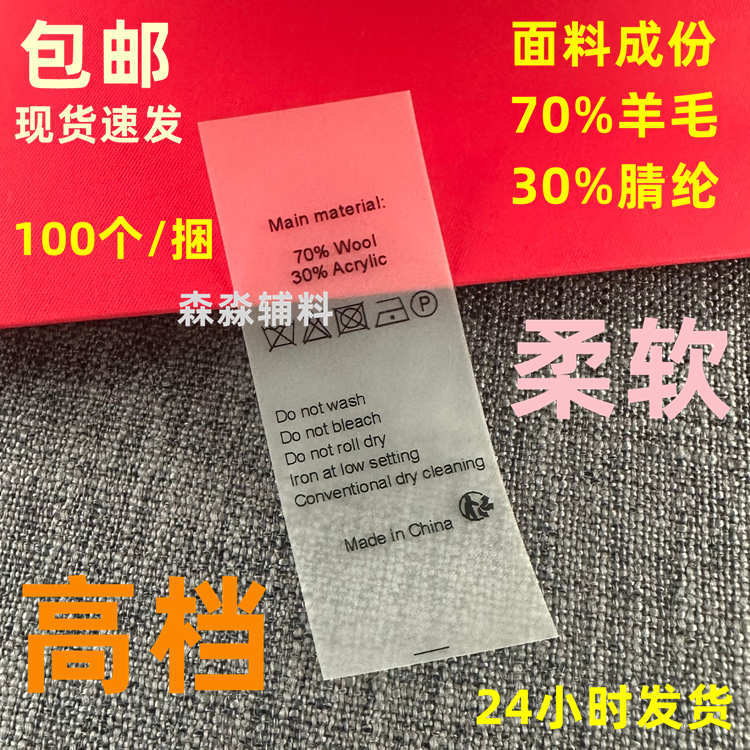 包邮
现货速发
100个/捆
面料成份
70%羊毛
30%腈纶
Main material:
70% Wool
30% Acrylic
森淼辅料
P
柔软
Do not wash
Do not bleach
Do not roll dry
Iron at low setting
Conventional dry cleaning
Made In China
高档
24小时发货